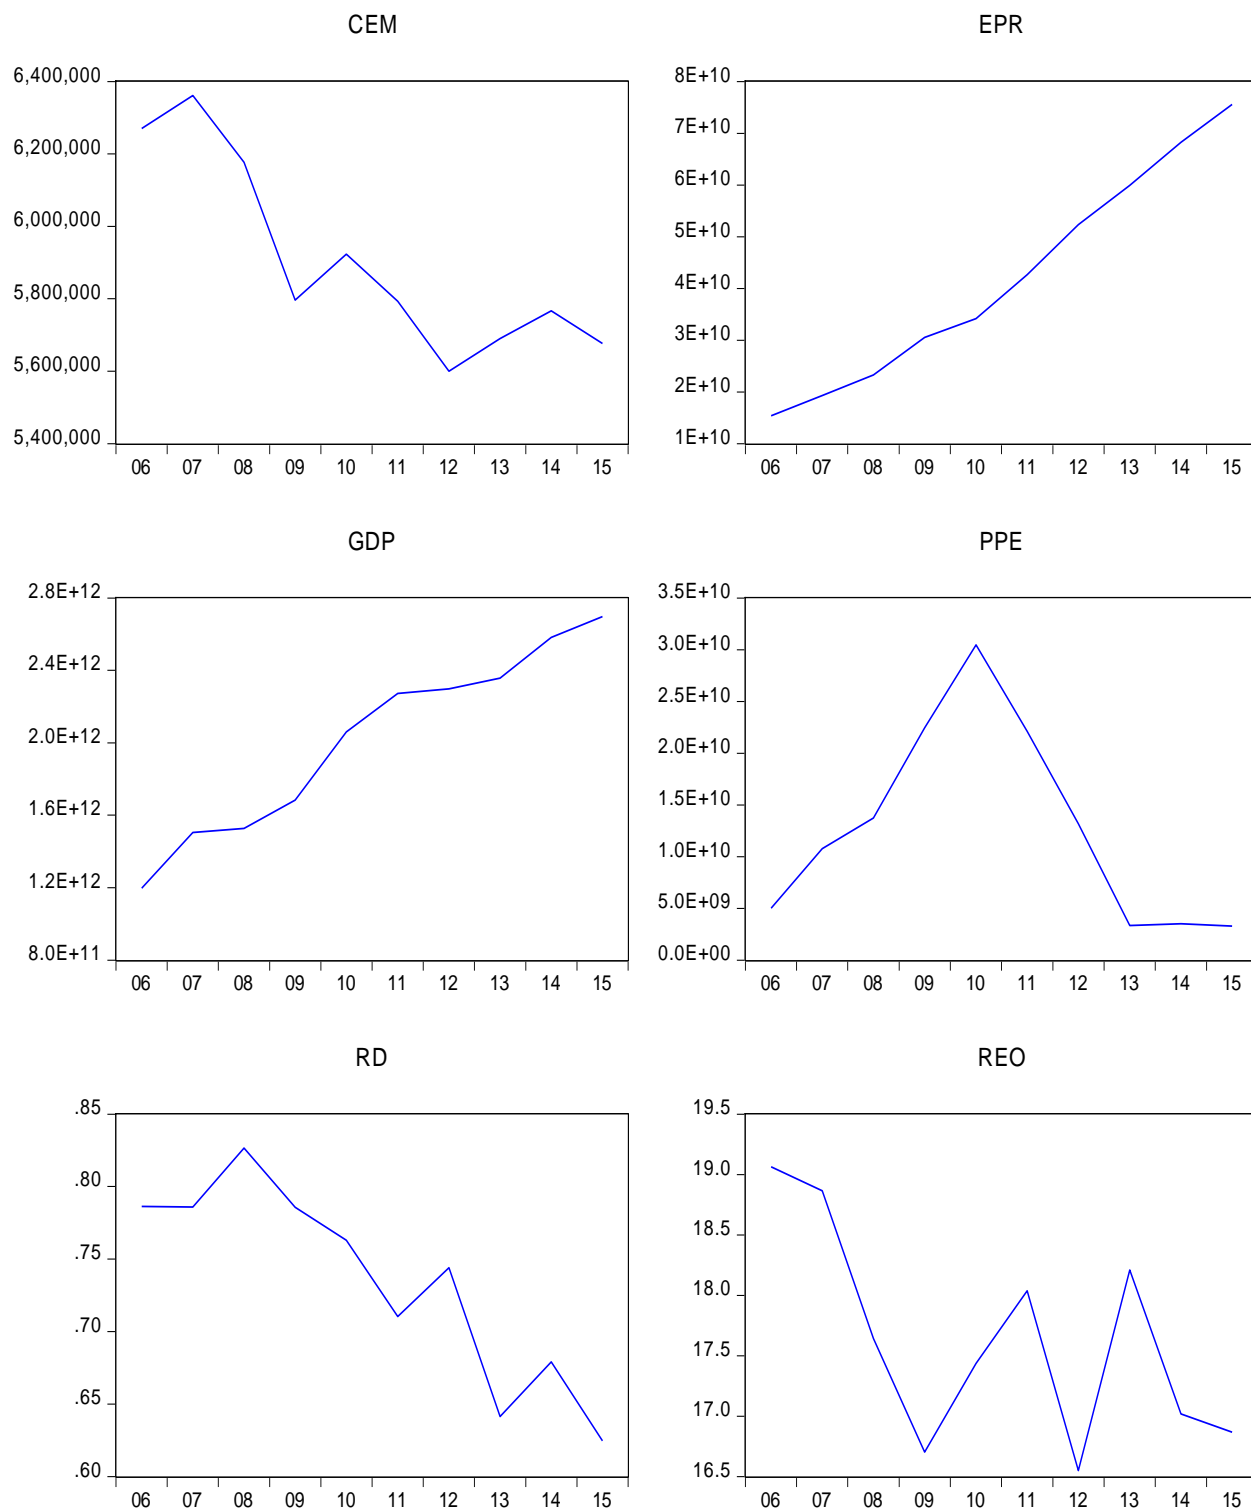 CEM
6,400,000
6,200,000
6,000,000
5,800,000
5,600,000
5,400,000
06 07 08 09 10 11 12 13 14 15
EPR
8E+10
7E+10
6E+10
5E+10
4E+10
3E+10
2E+10
1E+10
06 07 08 09 10 11 12 13 14 15
GDP
2.8E+12
2.4E+12
2.0E+12
1.6E+12
1.2E+12
8.0E+11
06 07 08 09 10 11 12 13 14 15
PPE
3.5E+10
3.0E+10
2.5E+10
2.0E+10
1.5E+10
1.0E+10
5.0E+09
0.0E+00
06 07 08 09 10 11 12 13 14 15
RD
.85
.80
.75
.70
.65
.60
06 07 08 09 10 11 12 13 14 15
REO
19.5
19.0
18.5
18.0
17.5
17.0
16.5
06 07 08 09 10 11 12 13 14 15